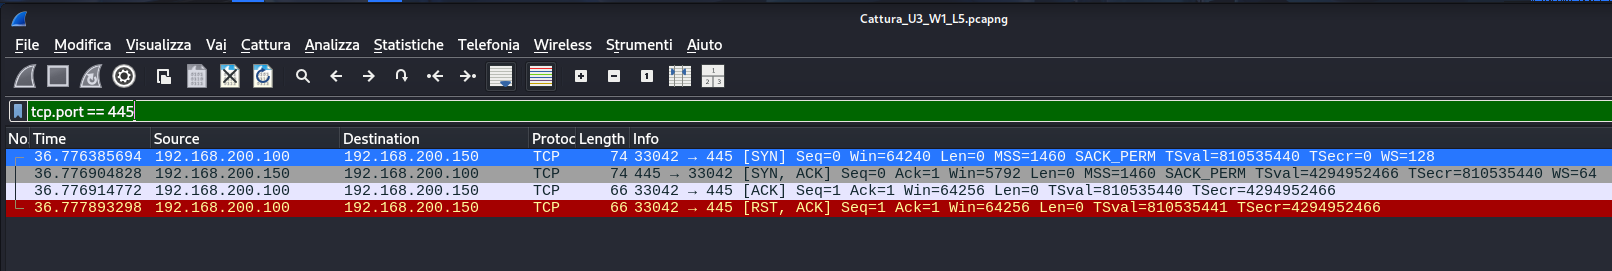 Cattura_U3_W1_L5.pcapng
File Modifica Visualizza Vai Cattura Analizza Statistiche Telefonia Wireless Strumenti Aiuto
tcp.port == 445
No. Time Source Destination Protoc Length Info
36.776385694 192.168.200.100 192.168.200.150 TCP 74 33042 → 445 [SYN] Seq=0 Win=64240 Len=0 MSS=1460 SACK_PERM TSval=810535440 TSecr=0 WS=128
36.776904828 192.168.200.150 192.168.200.100 TCP 74 445 → 33042 [SYN, ACK] Seq=0 Ack=1 Win=5792 Len=0 MSS=1460 SACK_PERM TSval=4294952466 TSecr=810535440 WS=64
36.776914772 192.168.200.100 192.168.200.150 TCP 66 33042 → 445 [ACK] Seq=1 Ack=1 Win=64256 Len=0 TSval=810535440 TSecr=4294952466
36.777893298 192.168.200.100 192.168.200.150 TCP 66 33042 → 445 [RST, ACK] Seq=1 Ack=1 Win=64256 Len=0 TSval=810535441 TSecr=4294952466